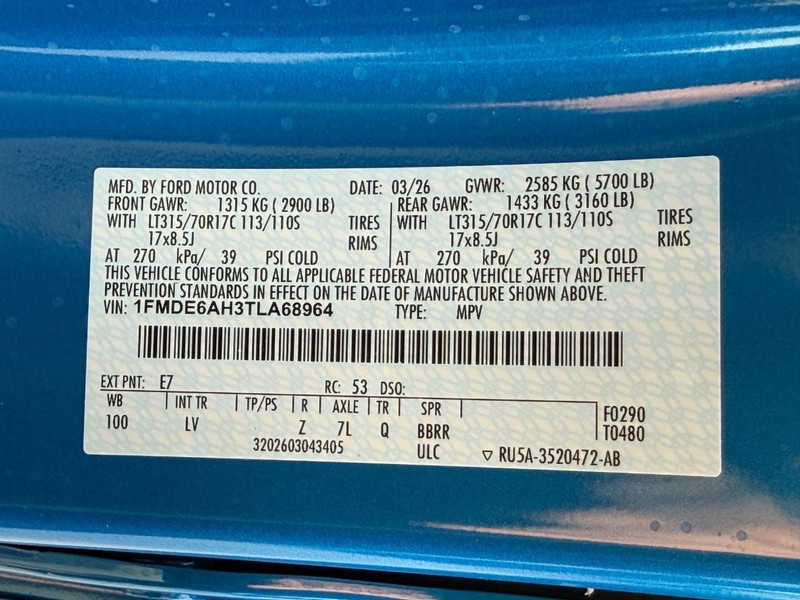 MFD. BY FORD MOTOR CO. DATE: 03/26 GVWR: 2585 KG ( 5700 LB)
FRONT GAWR: 1315 KG ( 2900 LB) REAR GAWR: 1433 KG ( 3160 LB)
WITH LT315/70R17C 113/110S TIRES WITH LT315/70R17C 113/110S TIRES
17x8.5J RIMS 17x8.5J RIMS
AT 270 kPa/ 39 PSI COLD AT 270 kPa/ 39 PSI COLD
THIS VEHICLE CONFORMS TO ALL APPLICABLE FEDERAL MOTOR VEHICLE SAFETY AND THEFT
PREVENTION STANDARDS IN EFFECT ON THE DATE OF MANUFACTURE SHOWN ABOVE.
VIN: 1FMDE6AH3TLA68964 TYPE: MPV
EXT PNT: E7 RC: 53 DSO:
WB INT TR TP/PS R AXLE TR SPR F0290
100 LV Z 7L Q BBRR T0480
3202603043405 ULC ▽ RU5A-3520472-AB